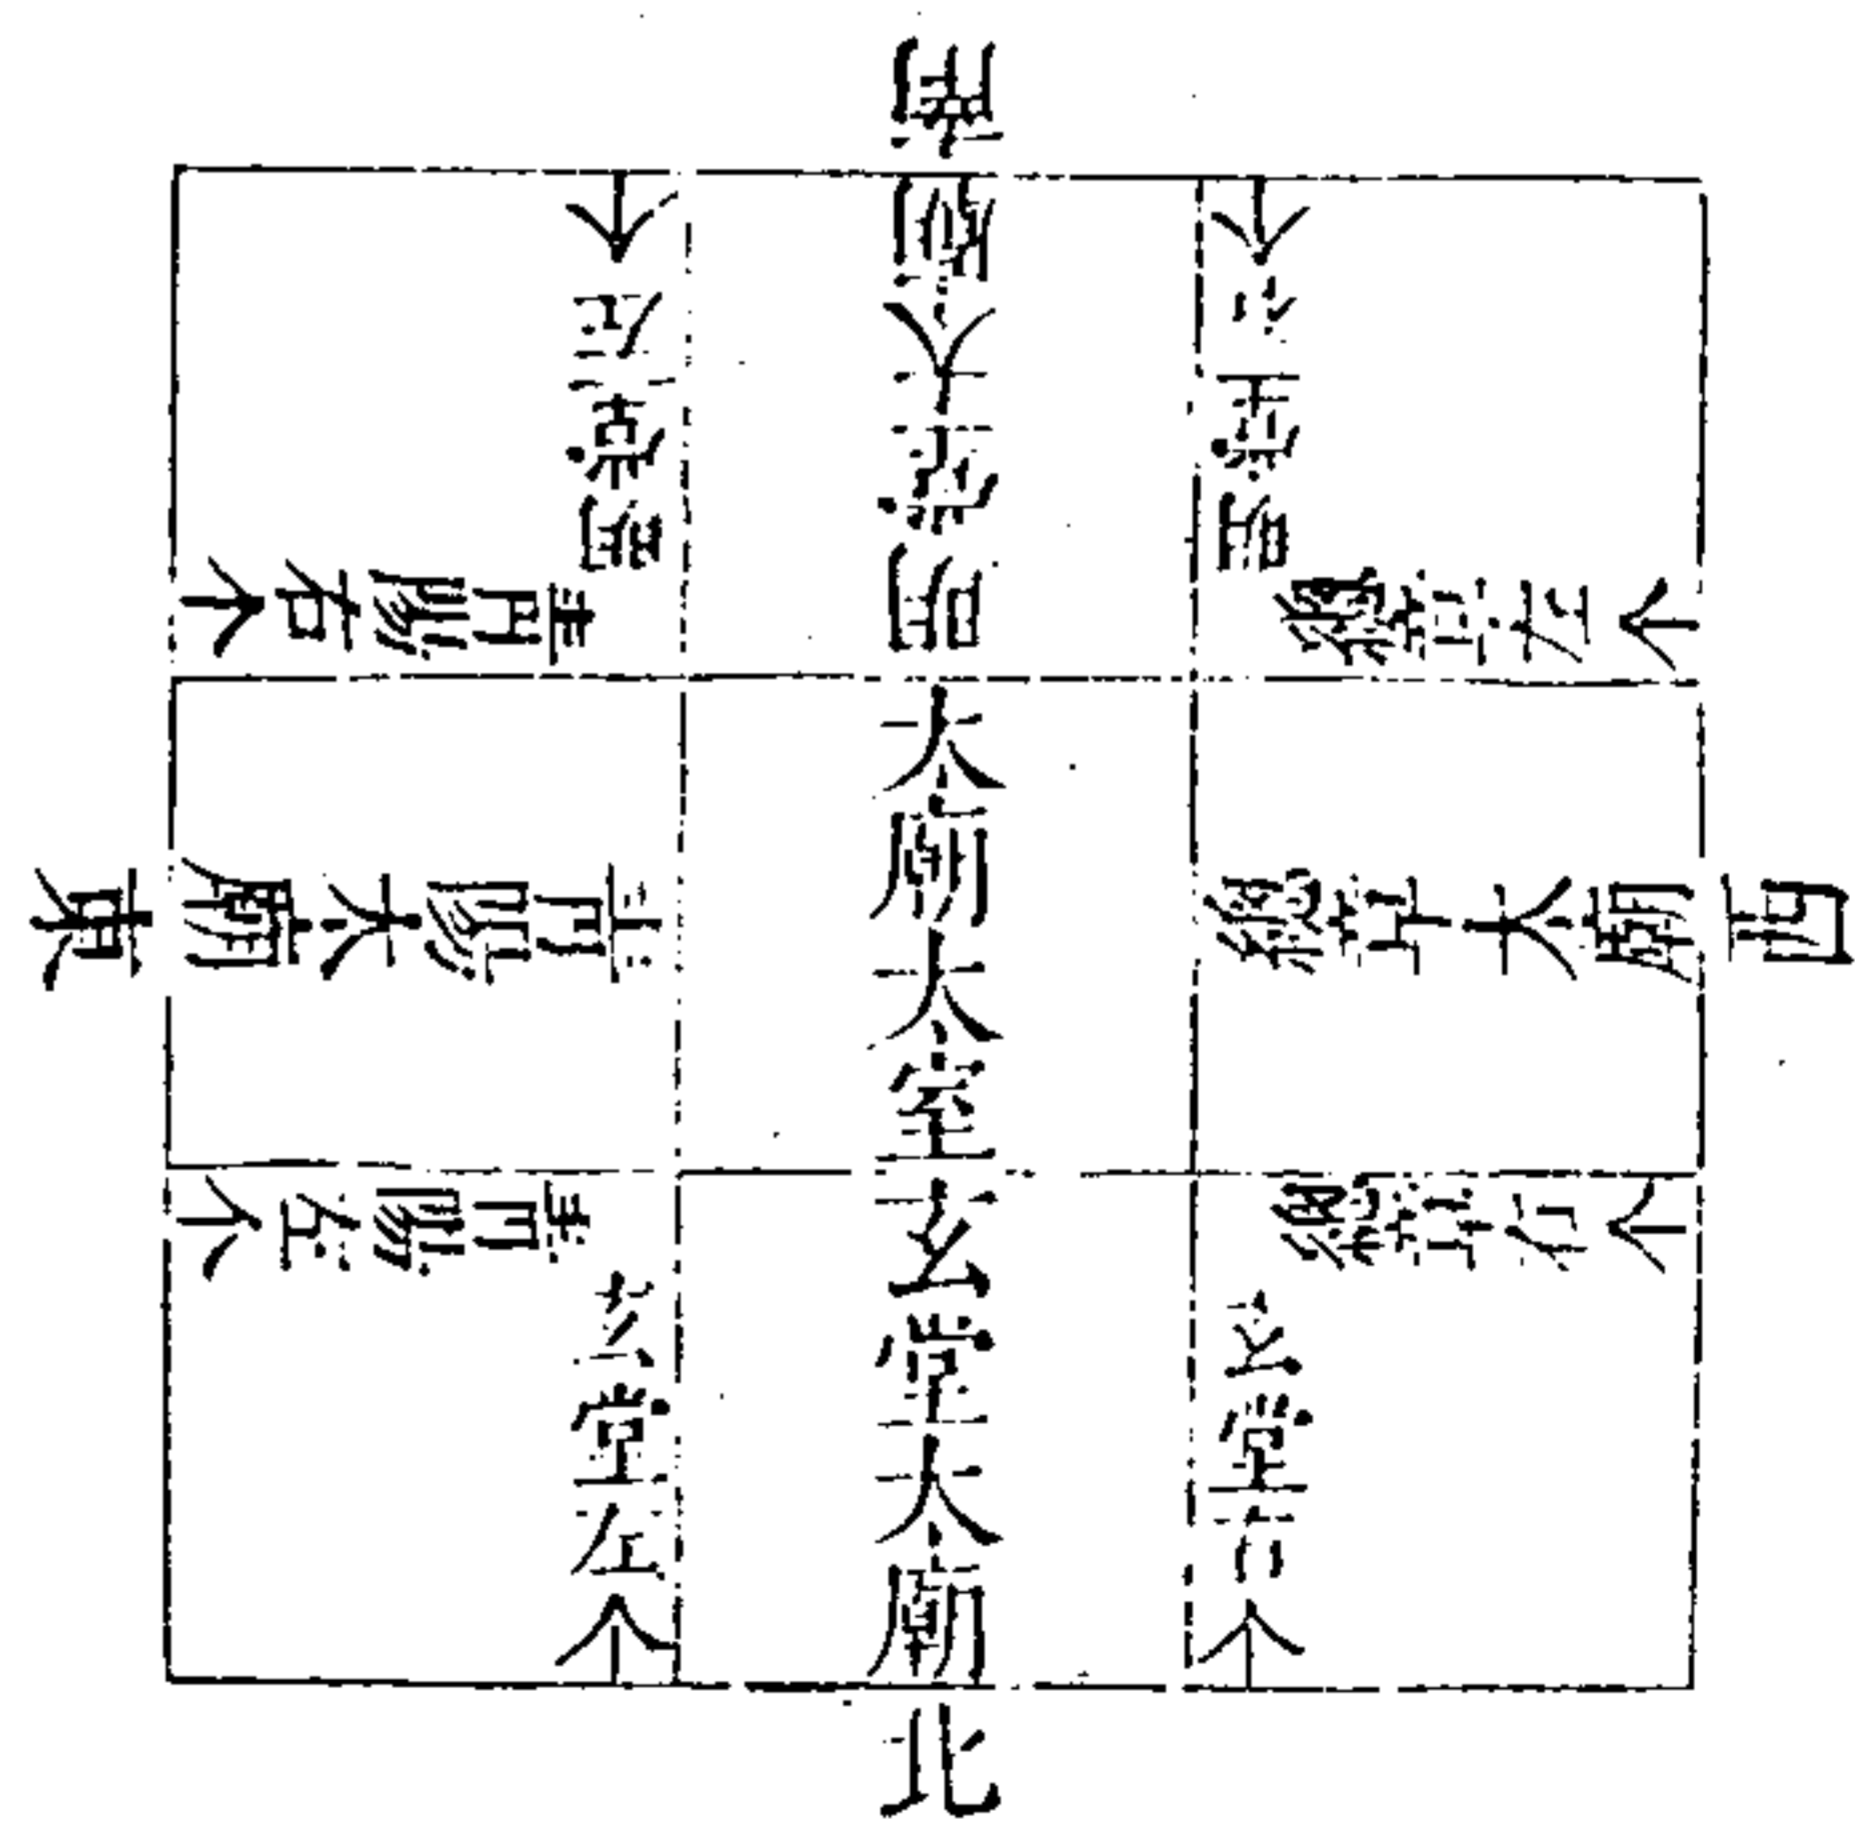 南
明堂左个
明堂太廟
明堂右个
青陽右个
總章左个
東
青陽太廟
太廟太室
總章太廟
西
青陽左个
總章右个
玄堂左个
玄堂太廟
玄堂右个
北